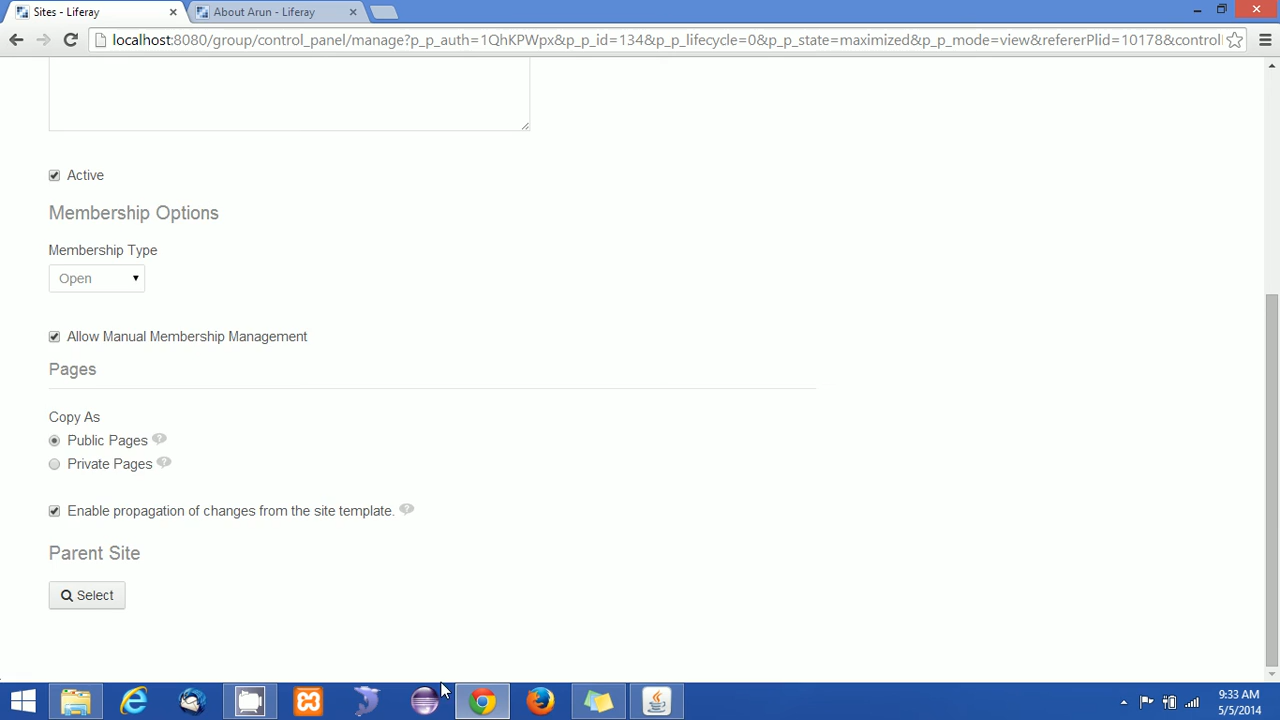 Sites - Liferay
About Arun - Liferay
localhost:8080/group/control_panel/manage?p_p_auth=1QhKPWpx&p_p_id=134&p_p_lifecycle=0&p_p_state=maximized&p_p_mode=view&refererPlid=10178&control
Active
Membership Options
Membership Type
Open
Allow Manual Membership Management
Pages
Copy As
Public Pages
Private Pages
Enable propagation of changes from the site template.
Parent Site
Select
9:33 AM
5/5/2014